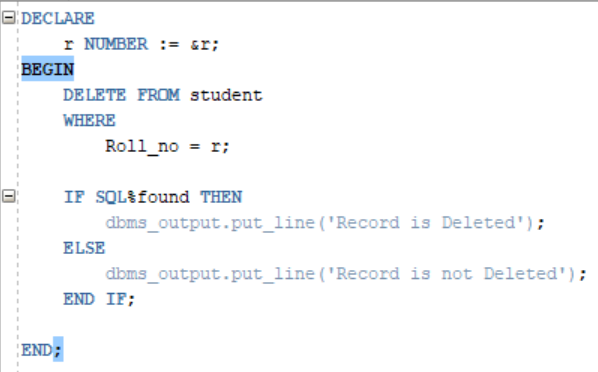 DECLARE
r NUMBER := &r;
BEGIN
DELETE FROM student
WHERE
Roll_no = r;
IF SQL%found THEN
dbms_output.put_line('Record is Deleted');
ELSE
dbms_output.put_line('Record is not Deleted');
END IF;
END;